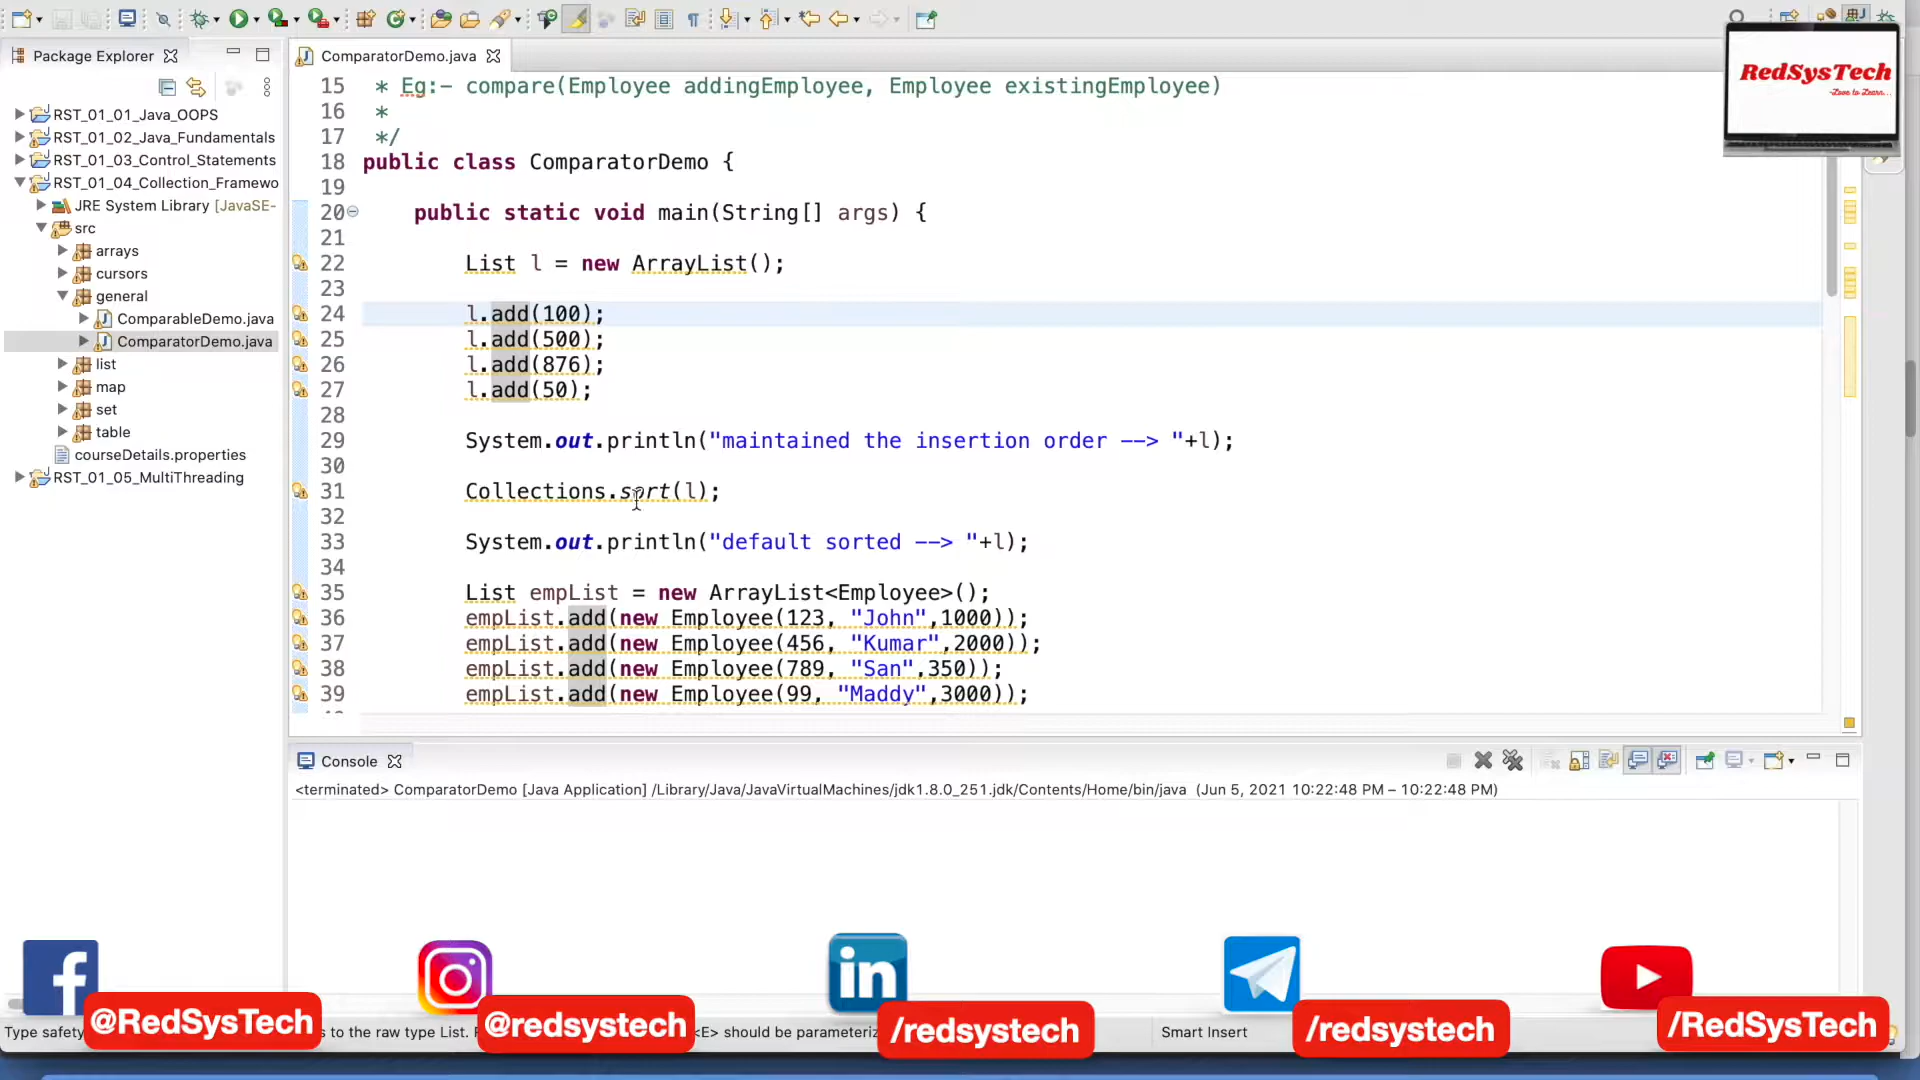 Package Explorer
ComparatorDemo.java
RedSysTech
-Love to Learn...
RST_01_01_Java_OOPS
RST_01_02_Java_Fundamentals
RST_01_03_Control_Statements
RST_01_04_Collection_Framewo
JRE System Library [JavaSE-
src
arrays
cursors
general
ComparableDemo.java
ComparatorDemo.java
list
map
set
table
courseDetails.properties
RST_01_05_MultiThreading
15 * Eg:- compare(Employee addingEmployee, Employee existingEmployee)
16 *
17 */
18 public class ComparatorDemo {
19
20 public static void main(String[] args) {
21
22 List l = new ArrayList();
23
24 l.add(100);
25 l.add(500);
26 l.add(876);
27 l.add(50);
28
29 System.out.println("maintained the insertion order --> "+l);
30
31 Collections.sort(l);
32
33 System.out.println("default sorted --> "+l);
34
35 List empList = new ArrayList<Employee>();
36 empList.add(new Employee(123, "John",1000));
37 empList.add(new Employee(456, "Kumar",2000));
38 empList.add(new Employee(789, "San",350));
39 empList.add(new Employee(99, "Maddy",3000));
Console
<terminated> ComparatorDemo [Java Application] /Library/Java/JavaVirtualMachines/jdk1.8.0_251.jdk/Contents/Home/bin/java (Jun 5, 2021 10:22:48 PM – 10:22:48 PM)
f
in
@RedSysTech
@redsystech
/redsystech
/redsystech
/RedSysTech
Type safety
s to the raw type List.
<E> should be parameteriz
Smart Insert